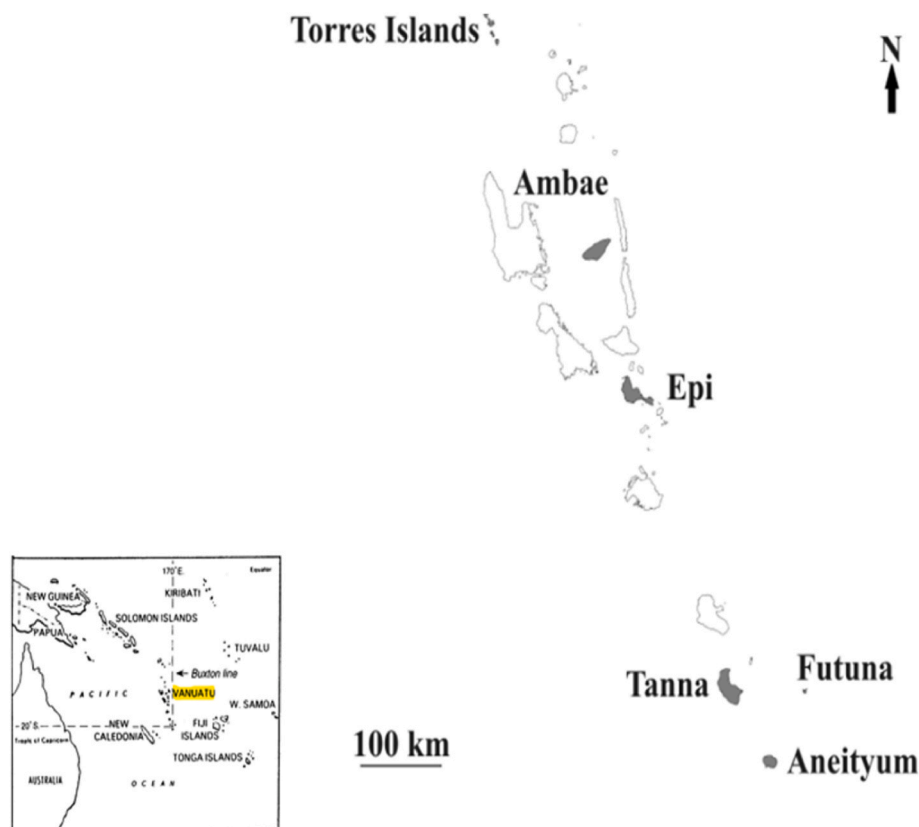 Torres Islands
N
Ambae
Epi
Tanna
Futuna
Aneityum
100 km
170°E.
Equator
KIRIBATI
NEW GUINEA
SOLOMON ISLANDS
PAPUA
TUVALU
Buxton line
PACIFIC
VANUATU
W. SAMOA
20°S.
NEW
CALEDONIA
FIJI
ISLANDS
Tropic of Capricorn
TONGA ISLANDS
AUSTRALIA
OCEAN